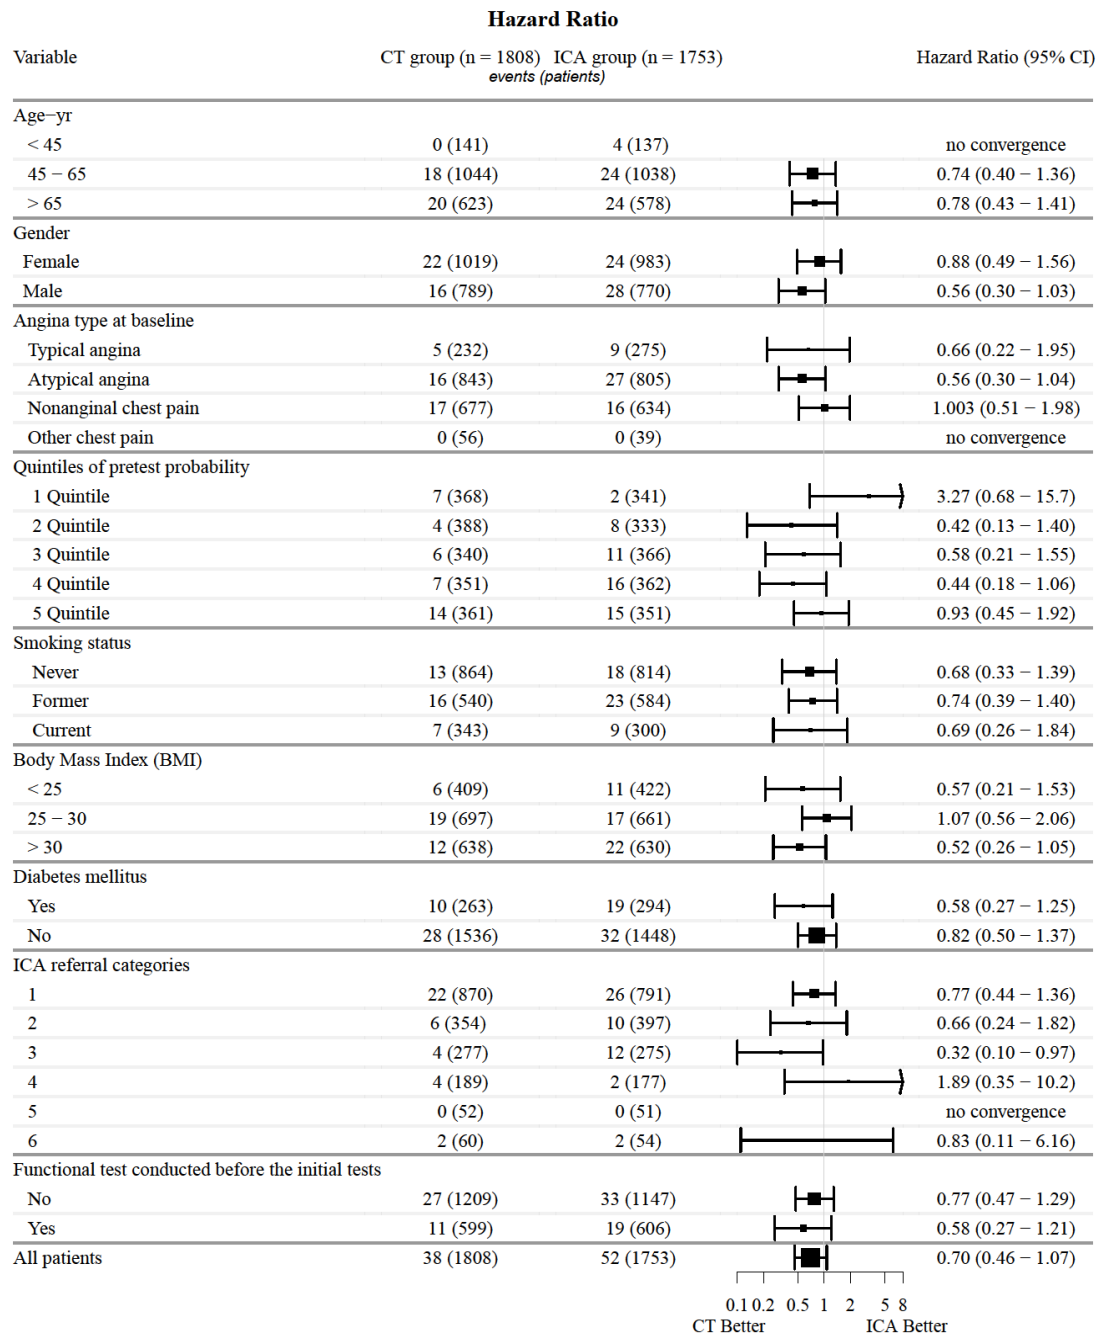 Hazard Ratio
Variable CT group (n = 1808) ICA group (n = 1753) Hazard Ratio (95% CI)
events (patients)
Age−yr
< 45 0 (141) 4 (137) no convergence
45 − 65 18 (1044) 24 (1038) 0.74 (0.40 − 1.36)
> 65 20 (623) 24 (578) 0.78 (0.43 − 1.41)
Gender
Female 22 (1019) 24 (983) 0.88 (0.49 − 1.56)
Male 16 (789) 28 (770) 0.56 (0.30 − 1.03)
Angina type at baseline
Typical angina 5 (232) 9 (275) 0.66 (0.22 − 1.95)
Atypical angina 16 (843) 27 (805) 0.56 (0.30 − 1.04)
Nonanginal chest pain 17 (677) 16 (634) 1.003 (0.51 − 1.98)
Other chest pain 0 (56) 0 (39) no convergence
Quintiles of pretest probability
1 Quintile 7 (368) 2 (341) 3.27 (0.68 − 15.7)
2 Quintile 4 (388) 8 (333) 0.42 (0.13 − 1.40)
3 Quintile 6 (340) 11 (366) 0.58 (0.21 − 1.55)
4 Quintile 7 (351) 16 (362) 0.44 (0.18 − 1.06)
5 Quintile 14 (361) 15 (351) 0.93 (0.45 − 1.92)
Smoking status
Never 13 (864) 18 (814) 0.68 (0.33 − 1.39)
Former 16 (540) 23 (584) 0.74 (0.39 − 1.40)
Current 7 (343) 9 (300) 0.69 (0.26 − 1.84)
Body Mass Index (BMI)
< 25 6 (409) 11 (422) 0.57 (0.21 − 1.53)
25 − 30 19 (697) 17 (661) 1.07 (0.56 − 2.06)
> 30 12 (638) 22 (630) 0.52 (0.26 − 1.05)
Diabetes mellitus
Yes 10 (263) 19 (294) 0.58 (0.27 − 1.25)
No 28 (1536) 32 (1448) 0.82 (0.50 − 1.37)
ICA referral categories
1 22 (870) 26 (791) 0.77 (0.44 − 1.36)
2 6 (354) 10 (397) 0.66 (0.24 − 1.82)
3 4 (277) 12 (275) 0.32 (0.10 − 0.97)
4 4 (189) 2 (177) 1.89 (0.35 − 10.2)
5 0 (52) 0 (51) no convergence
6 2 (60) 2 (54) 0.83 (0.11 − 6.16)
Functional test conducted before the initial tests
No 27 (1209) 33 (1147) 0.77 (0.47 − 1.29)
Yes 11 (599) 19 (606) 0.58 (0.27 − 1.21)
All patients 38 (1808) 52 (1753) 0.70 (0.46 − 1.07)
0.1 0.2 0.5 1 2 5 8
CT Better ICA Better